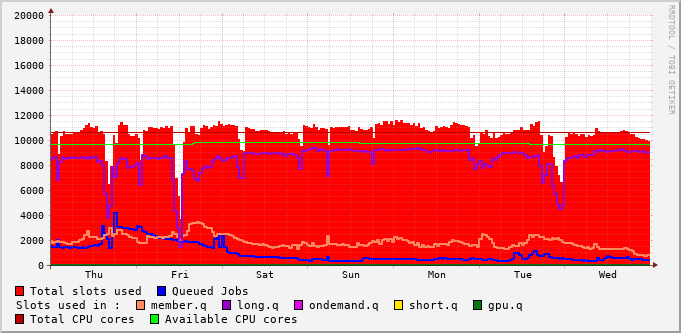 RRDTOOL / TOBI OETIKER
20000
18000
16000
14000
12000
10000
8000
6000
4000
2000
0
Thu Fri Sat Sun Mon Tue Wed
Total slots used Queued Jobs
Slots used in : member.q long.q ondemand.q short.q gpu.q
Total CPU cores Available CPU cores